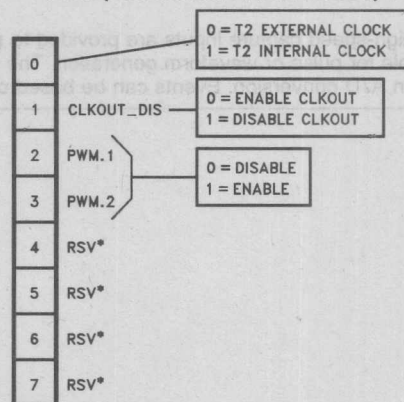 0 = T2 EXTERNAL CLOCK
1 = T2 INTERNAL CLOCK
0
1 CLKOUT_DIS
0 = ENABLE CLKOUT
1 = DISABLE CLKOUT
2 PWM.1
3 PWM.2
0 = DISABLE
1 = ENABLE
4 RSV*
5 RSV*
6 RSV*
7 RSV*